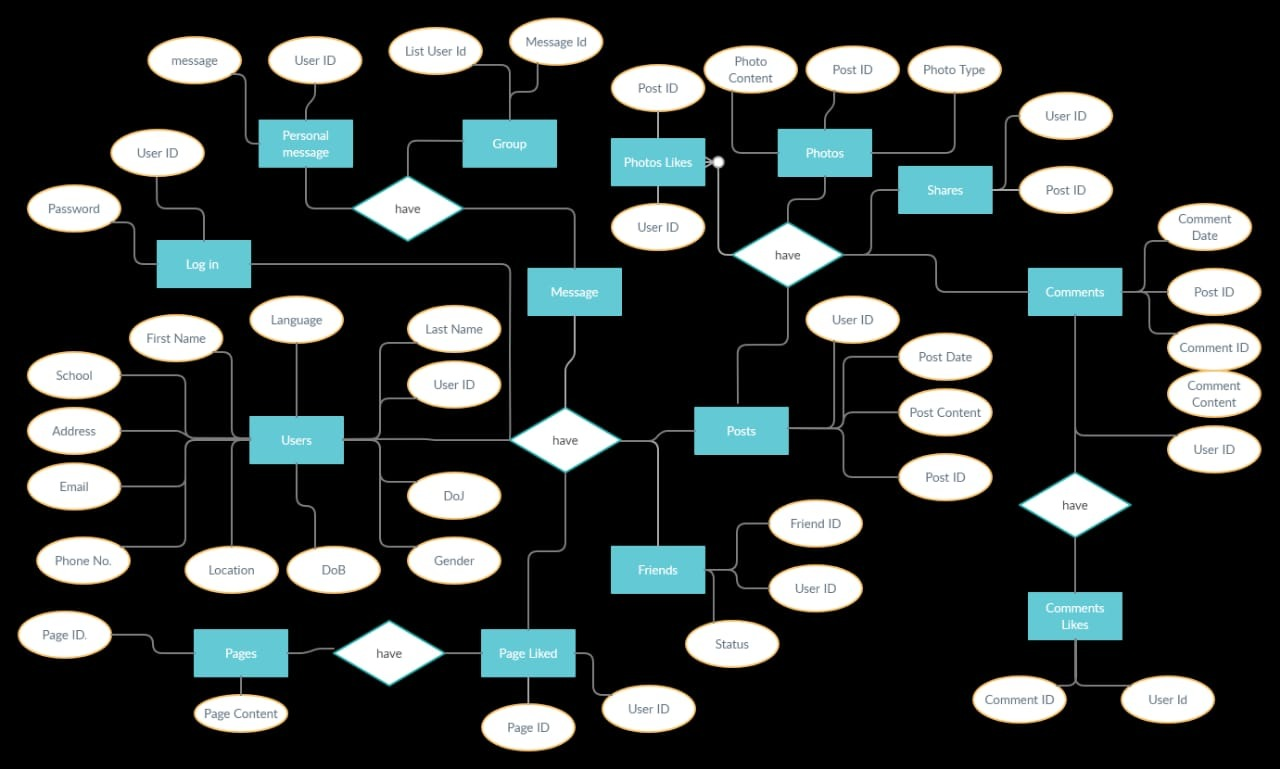 message
User ID
List User Id
Message Id
Photo
Content
Post ID
Photo Type
Post ID
User ID
Personal
message
Group
Photos Likes
Photos
User ID
Shares
Post ID
Password
have
User ID
Comment
Date
Log in
have
Message
Comments
Post ID
First Name
Language
Last Name
User ID
Comment ID
School
User ID
Post Date
Comment
Content
Address
Users
have
Posts
Post Content
User ID
Email
DoJ
Post ID
have
Phone No.
Location
DoB
Gender
Friends
Friend ID
User ID
Comments
Likes
Page ID.
Pages
have
Page Liked
Status
Page Content
Page ID
User ID
Comment ID
User Id